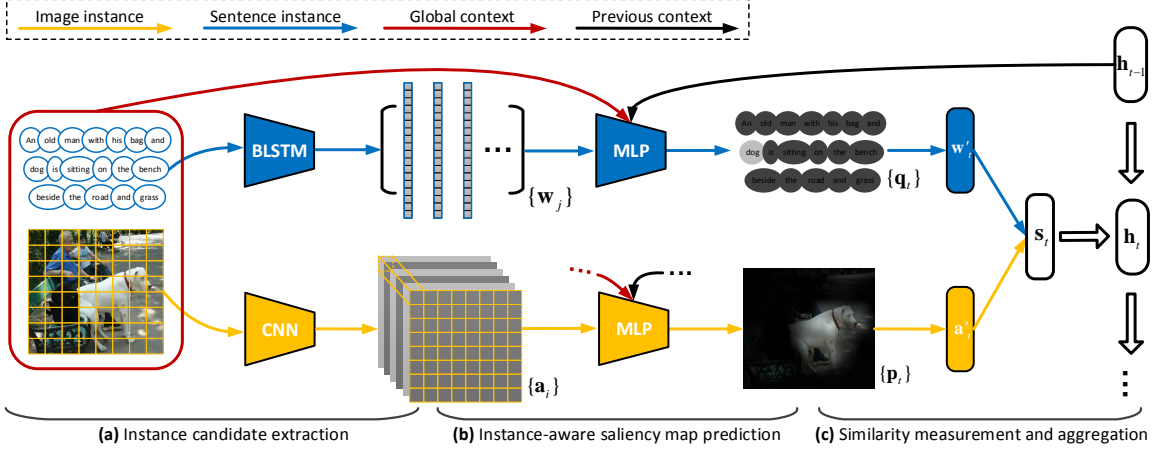 Image instance Sentence instance Global context Previous context
h_{t-1}
An old man with his bag and
dog is sitting on the bench
beside the road and grass
BLSTM
...
{w_j}
MLP
An old man with his bag and
dog is sitting on the bench
beside the road and grass
{q_t}
w'_t
s_t
h_t
CNN
{a_i}
... ...
MLP
{p_t}
a'_t
...
(a) Instance candidate extraction (b) Instance-aware saliency map prediction (c) Similarity measurement and aggregation